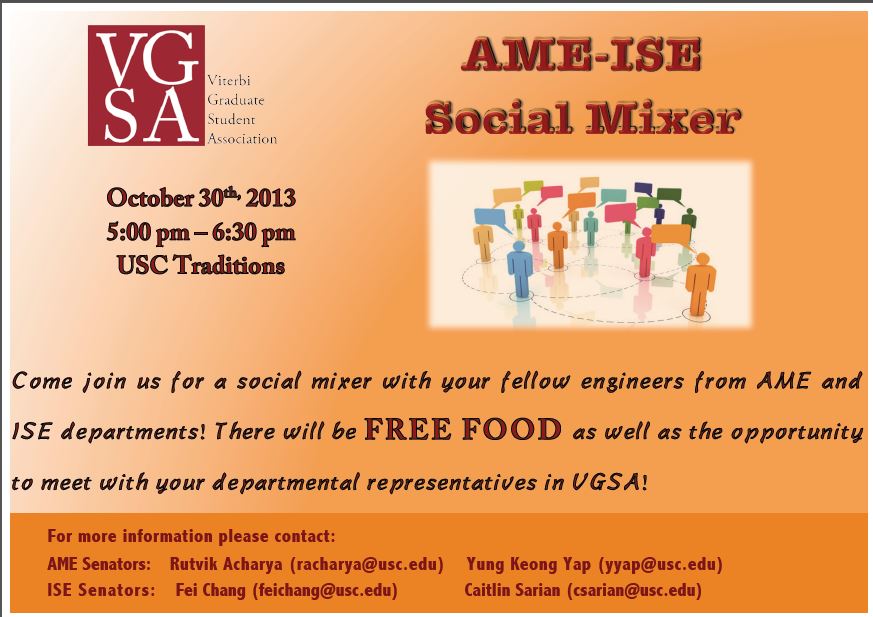 VG
SA
Viterbi
Graduate
Student
Association
AME-ISE
Social Mixer
October 30th, 2013
5:00 pm – 6:30 pm
USC Traditions
Come join us for a social mixer with your fellow engineers from AME and
ISE departments! There will be FREE FOOD as well as the opportunity
to meet with your departmental representatives in VGSA!
For more information please contact:
AME Senators: Rutvik Acharya (racharya@usc.edu) Yung Keong Yap (yyap@usc.edu)
ISE Senators: Fei Chang (feichang@usc.edu) Caitlin Sarian (csarian@usc.edu)